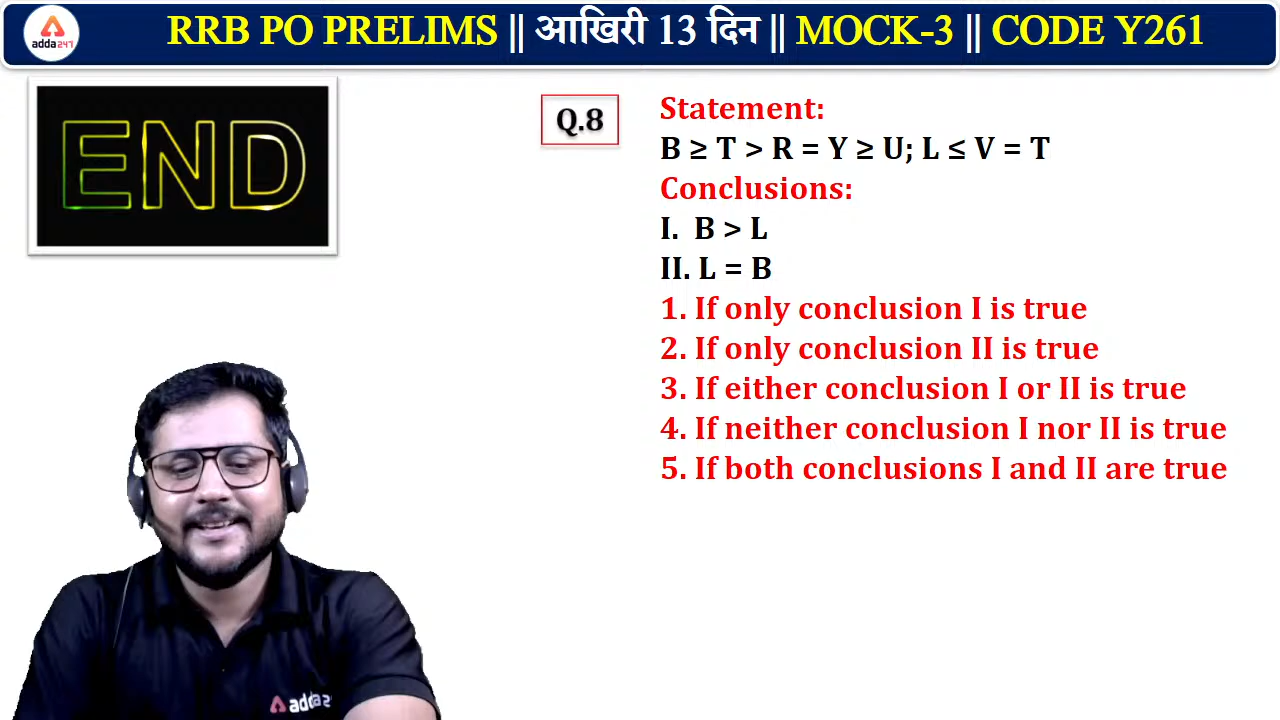 adda247
RRB PO PRELIMS || आखिरी 13 दिन || MOCK-3 || CODE Y261
END
Q.8
Statement:
B ≥ T > R = Y ≥ U; L ≤ V = T
Conclusions:
I. B > L
II. L = B
1. If only conclusion I is true
2. If only conclusion II is true
3. If either conclusion I or II is true
4. If neither conclusion I nor II is true
5. If both conclusions I and II are true
adda2